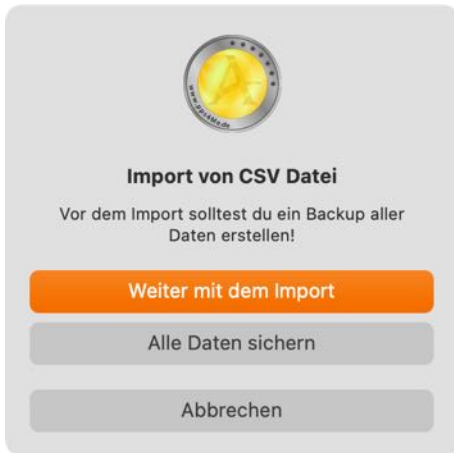 Import von CSV Datei
Vor dem Import solltest du ein Backup aller
Daten erstellen!
Weiter mit dem Import
Alle Daten sichern
Abbrechen